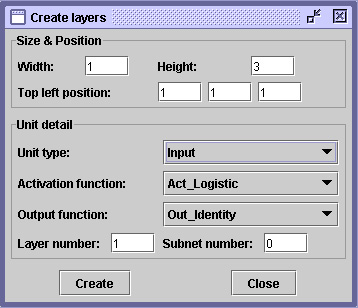 Create layers
Size & Position
Width: 1 Height: 3
Top left position: 1 1 1
Unit detail
Unit type: Input
Activation function: Act_Logistic
Output function: Out_Identity
Layer number: 1 Subnet number: 0
Create Close